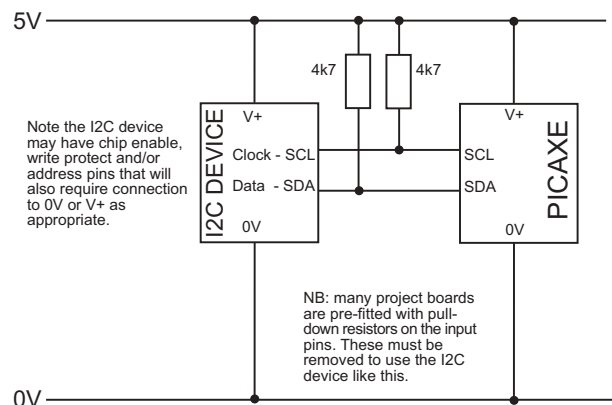 5V
4k7
4k7
Note the I2C device
may have chip enable,
write protect and/or
address pins that will
also require connection
to 0V or V+ as
appropriate.
I2C DEVICE
V+
Clock - SCL
Data - SDA
0V
V+
SCL
SDA
0V
PICAXE
NB: many project boards
are pre-fitted with pull-
down resistors on the input
pins. These must be
removed to use the I2C
device like this.
0V